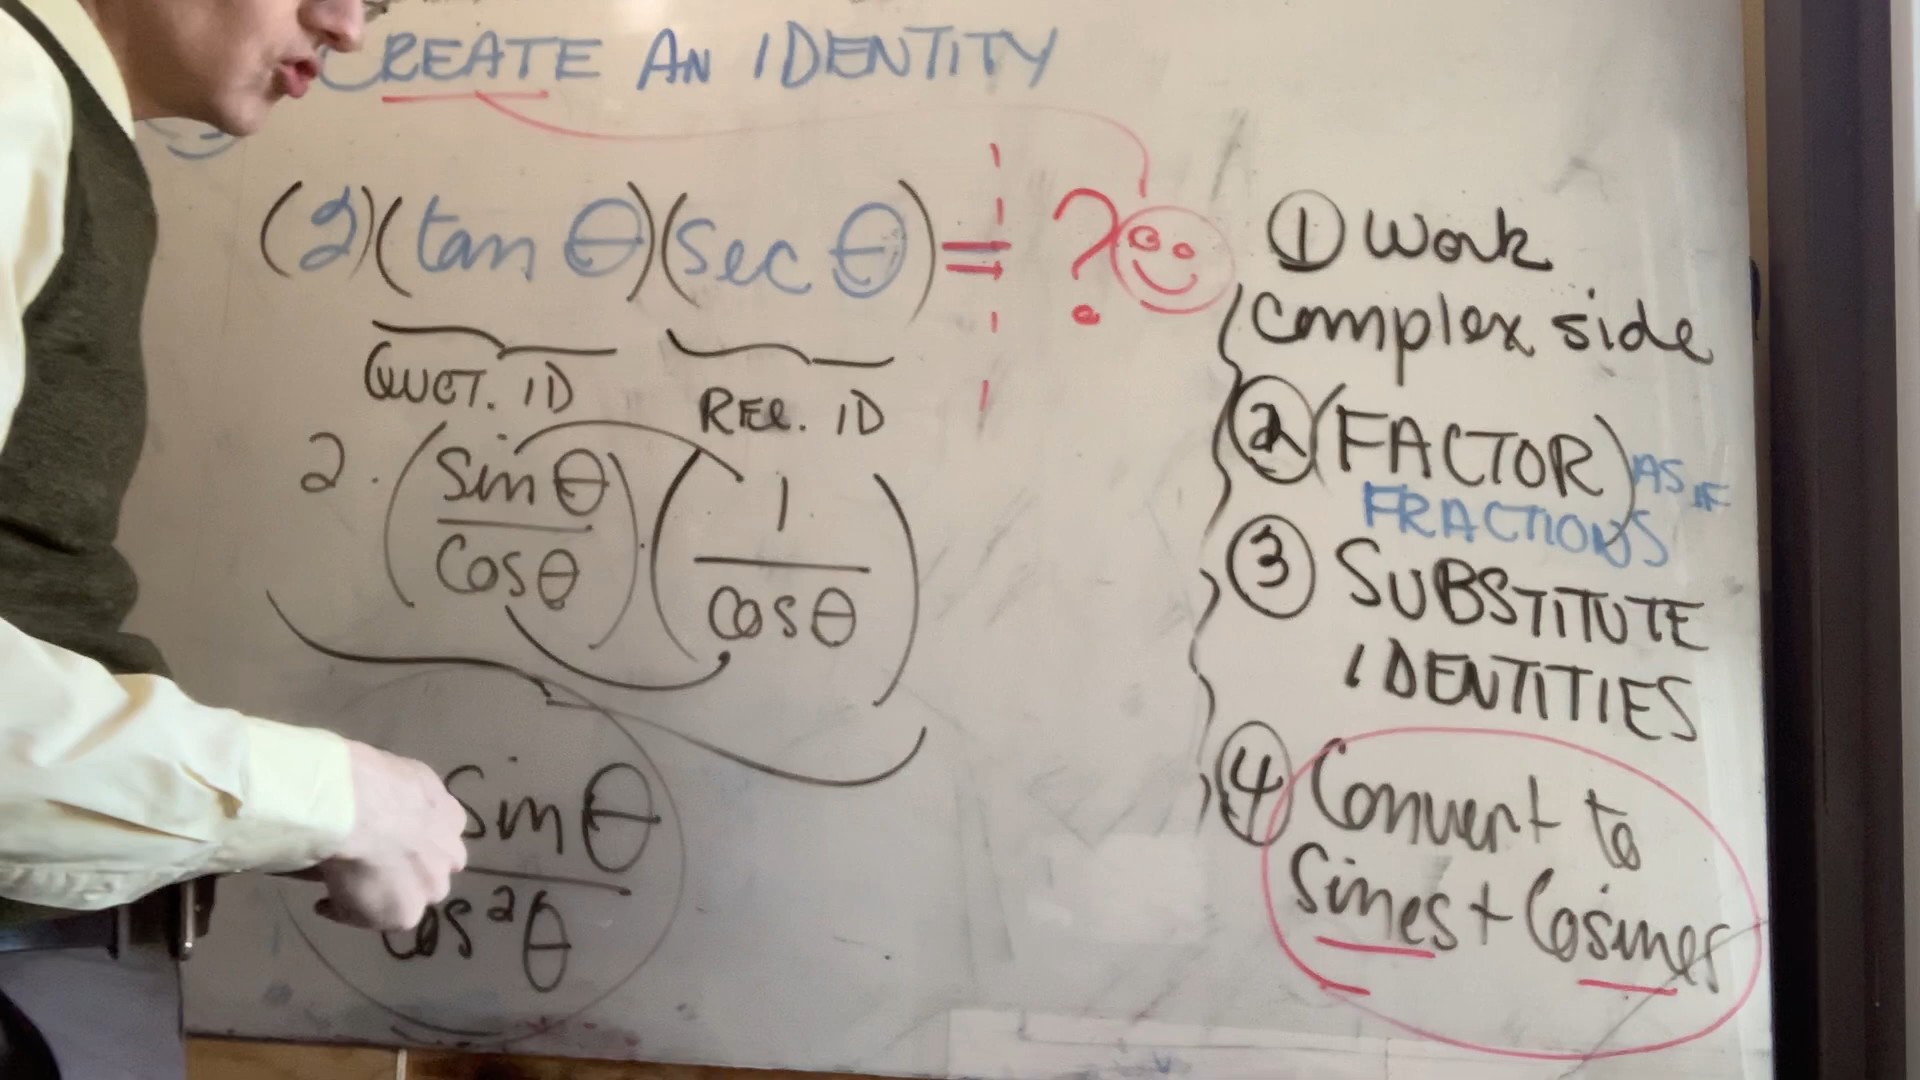 CREATE AN IDENTITY
(2)(tan θ)(sec θ) = ?
QUOT. ID
REC. ID
2 · (sin θ / cos θ) · (1 / cos θ)
sin θ
cos²θ
① Work
complex side
② (FACTOR) AS IF
FRACTIONS
③ SUBSTITUTE
IDENTITIES
④ Convert to
Sines + Cosines